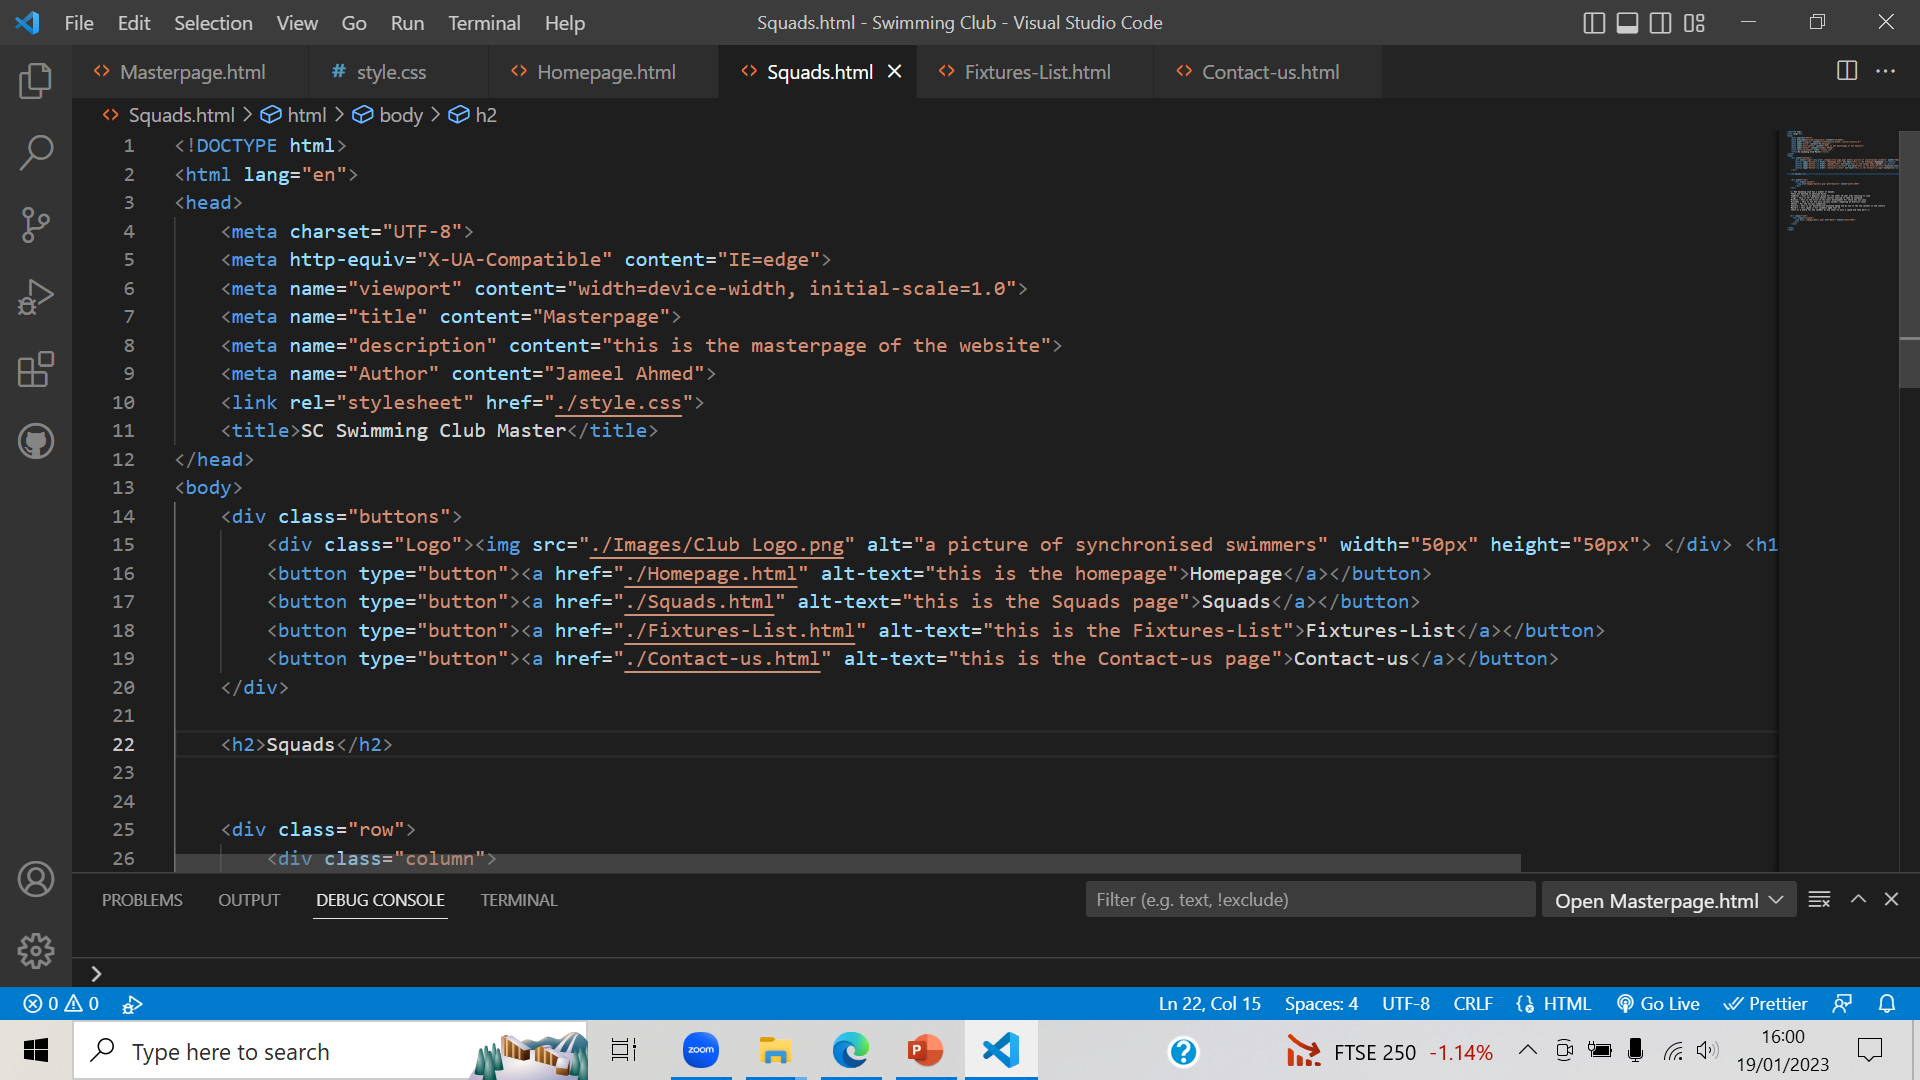 File Edit Selection View Go Run Terminal Help Squads.html - Swimming Club - Visual Studio Code
Masterpage.html # style.css Homepage.html Squads.html Fixtures-List.html Contact-us.html
Squads.html > html > body > h2
1 <!DOCTYPE html>
2 <html lang="en">
3 <head>
4 <meta charset="UTF-8">
5 <meta http-equiv="X-UA-Compatible" content="IE=edge">
6 <meta name="viewport" content="width=device-width, initial-scale=1.0">
7 <meta name="title" content="Masterpage">
8 <meta name="description" content="this is the masterpage of the website">
9 <meta name="Author" content="Jameel Ahmed">
10 <link rel="stylesheet" href="./style.css">
11 <title>SC Swimming Club Master</title>
12 </head>
13 <body>
14 <div class="buttons">
15 <div class="Logo"><img src="./Images/Club Logo.png" alt="a picture of synchronised swimmers" width="50px" height="50px"> </div> <h1
16 <button type="button"><a href="./Homepage.html" alt-text="this is the homepage">Homepage</a></button>
17 <button type="button"><a href="./Squads.html" alt-text="this is the Squads page">Squads</a></button>
18 <button type="button"><a href="./Fixtures-List.html" alt-text="this is the Fixtures-List">Fixtures-List</a></button>
19 <button type="button"><a href="./Contact-us.html" alt-text="this is the Contact-us page">Contact-us</a></button>
20 </div>
21
22 <h2>Squads</h2>
23
24
25 <div class="row">
26 <div class="column">
PROBLEMS OUTPUT DEBUG CONSOLE TERMINAL Filter (e.g. text, !exclude) Open Masterpage.html
0 0 Ln 22, Col 15 Spaces: 4 UTF-8 CRLF HTML Go Live Prettier
Type here to search zoom P FTSE 250 -1.14% 16:00
19/01/2023